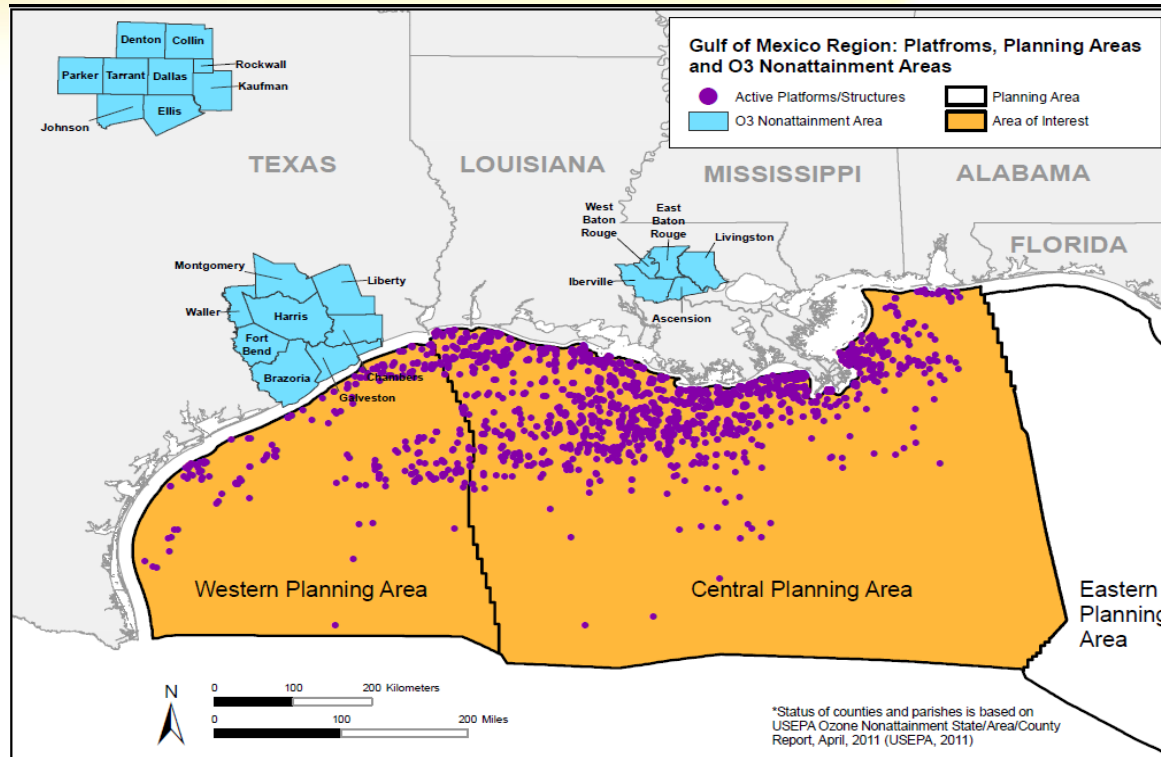 Gulf of Mexico Region: Platfroms, Planning Areas
and O3 Nonattainment Areas
Active Platforms/Structures
Planning Area
O3 Nonattainment Area
Area of Interest
Denton
Collin
Parker
Tarrant
Dallas
Rockwall
Kaufman
Johnson
Ellis
TEXAS
LOUISIANA
MISSISSIPPI
ALABAMA
FLORIDA
West
Baton
Rouge
East
Baton
Rouge
Livingston
Iberville
Ascension
Montgomery
Liberty
Waller
Harris
Fort
Bend
Brazoria
Chambers
Galveston
Western Planning Area
Central Planning Area
Eastern
Planning
Area
N
0 100 200 Kilometers
0 100 200 Miles
*Status of counties and parishes is based on
USEPA Ozone Nonattainment State/Area/County
Report, April, 2011 (USEPA, 2011)